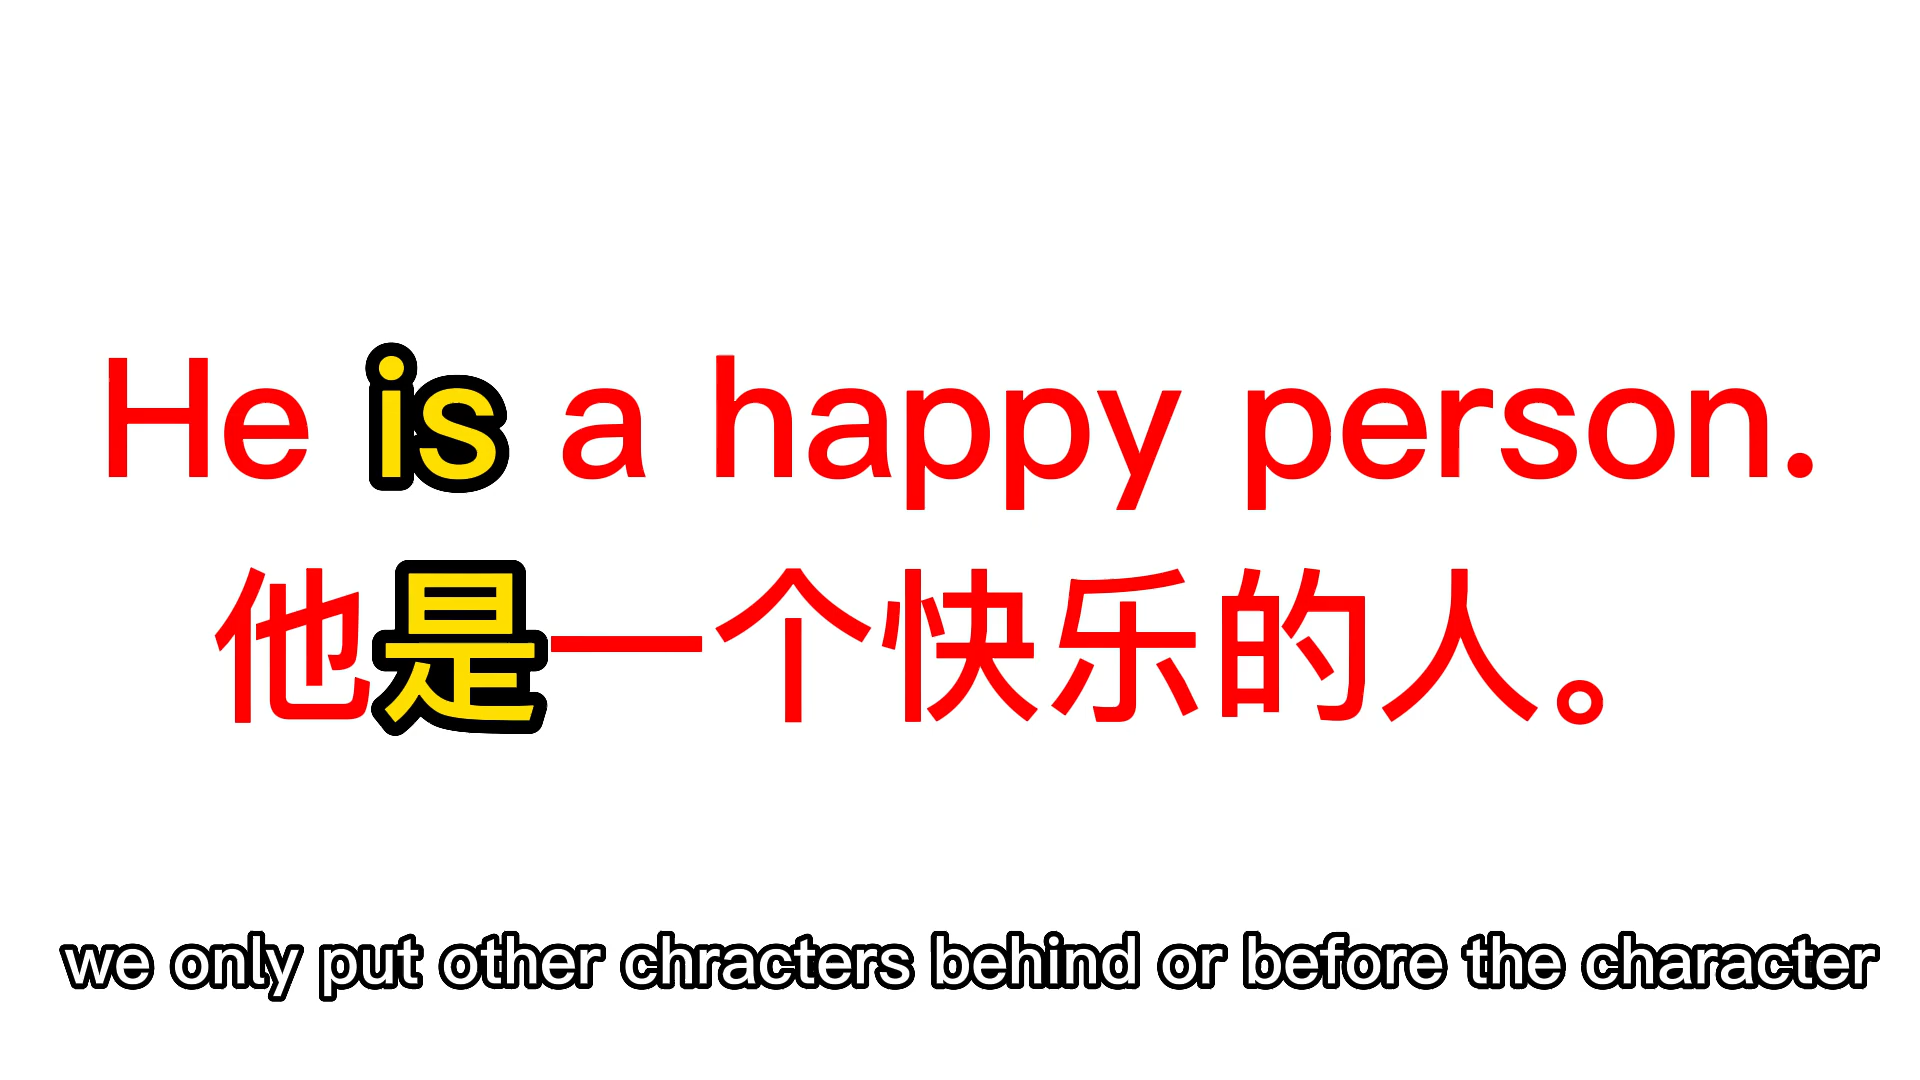 He is a happy person.
他是一个快乐的人。
we only put other chracters behind or before the character